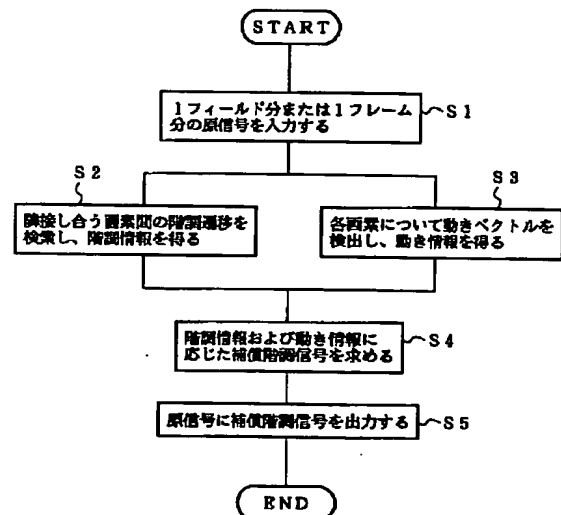 START
1フィールド分または1フレーム
分の原信号を入力する
S1
S2
隣接し合う画素間の階調遷移を
検索し、階調情報を得る
S3
各画素について動きベクトルを
検出し、動き情報を得る
階調情報および動き情報に
応じた補償階調信号を求める
S4
原信号に補償階調信号を出力する
S5
END